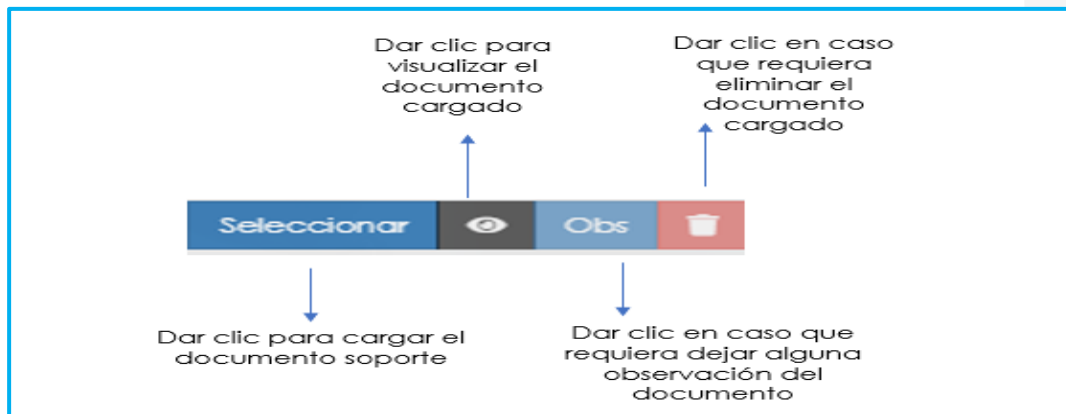 Dar clic para
visualizar el
documento
cargado
Dar clic en caso
que requiera
eliminar el
documento
cargado
Seleccionar
Obs
Dar clic para cargar el
documento soporte
Dar clic en caso que
requiera dejar alguna
observación del
documento